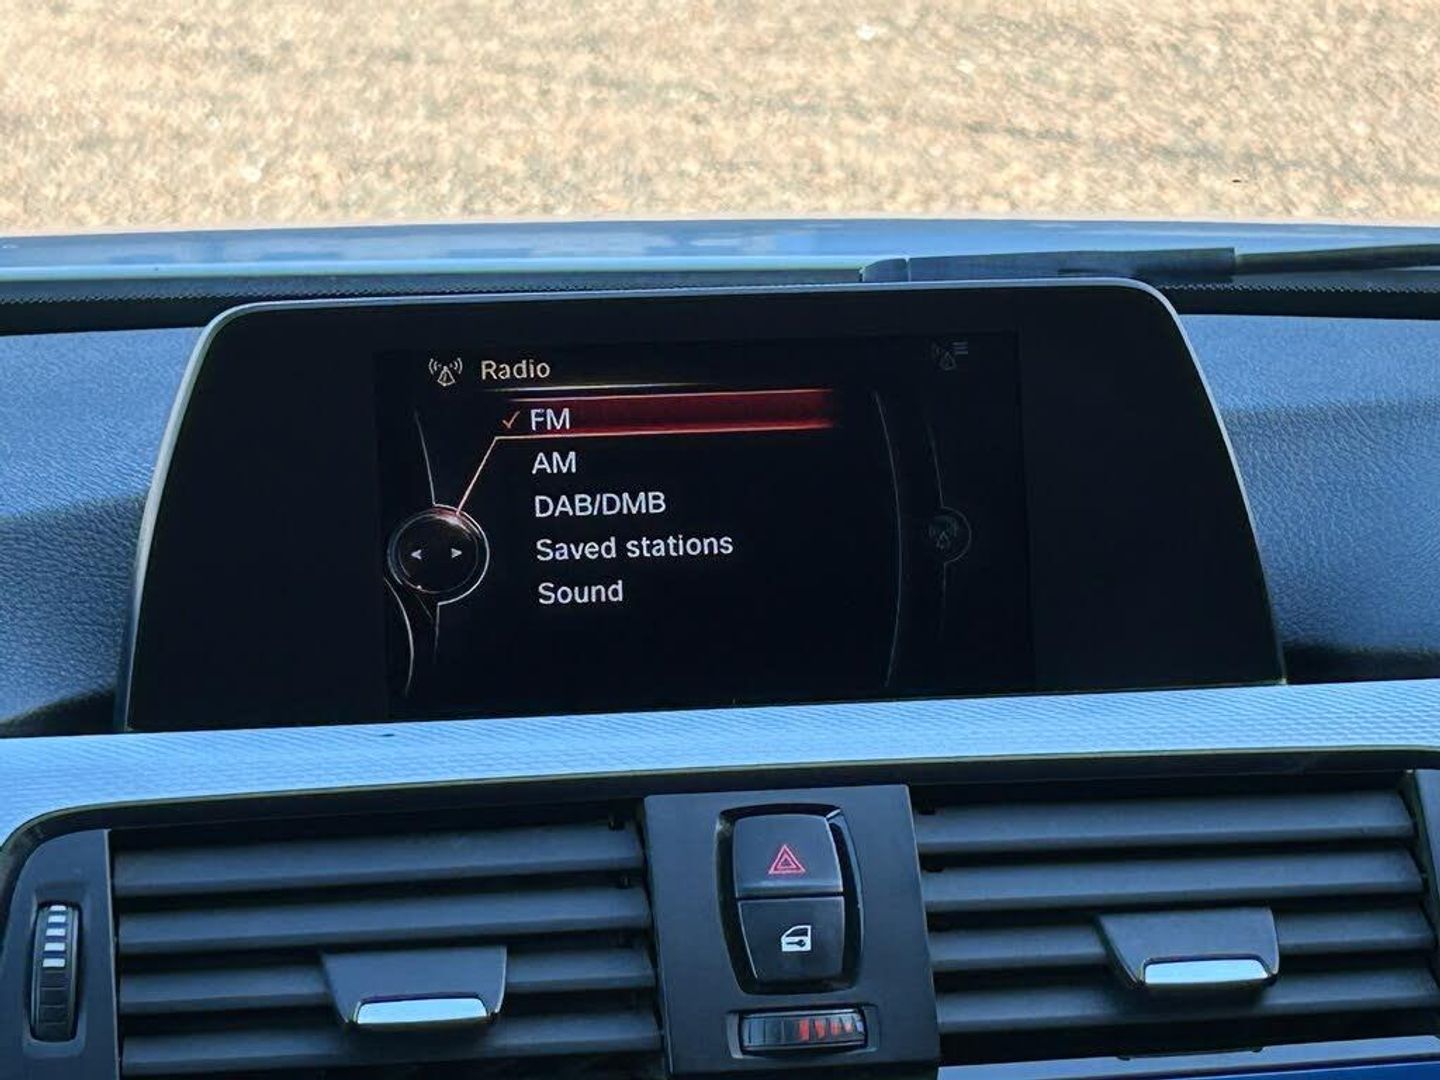 Radio
FM
AM
DAB/DMB
Saved stations
Sound